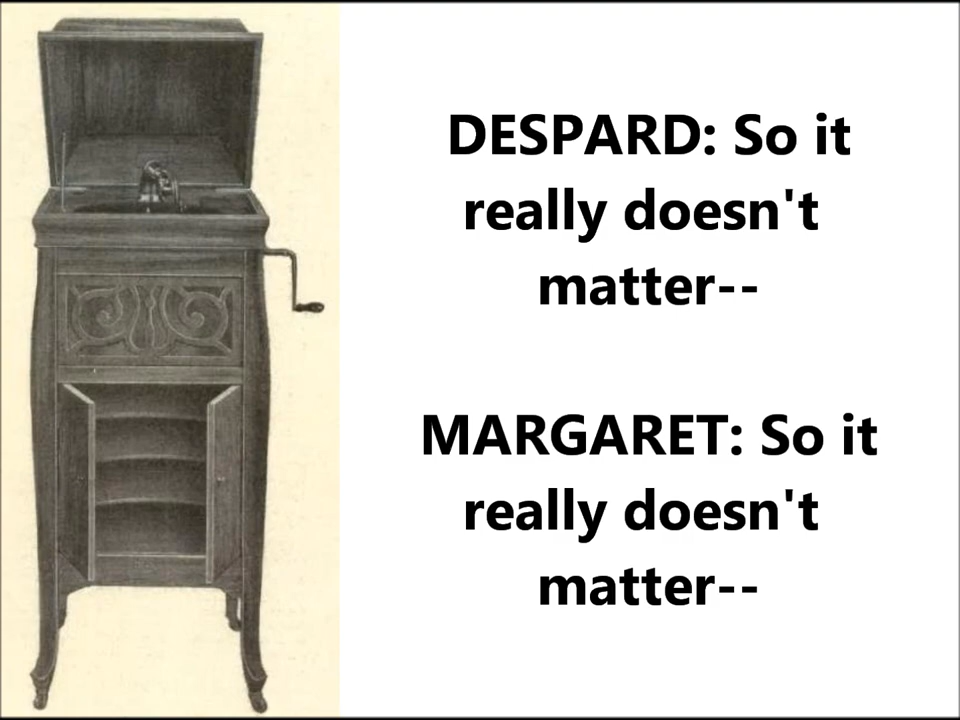 DESPARD: So it
really doesn't
matter--
MARGARET: So it
really doesn't
matter--